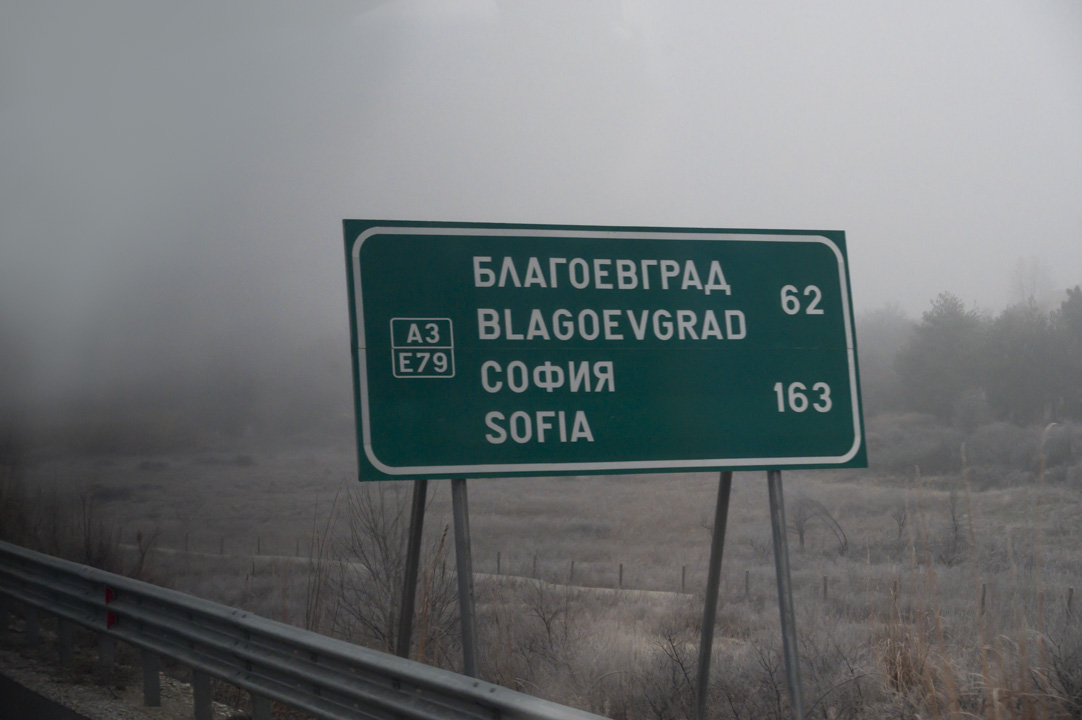 БЛАГОЕВГРАД 62
BLAGOEVGRAD
A3
E79
СОФИЯ 163
SOFIA